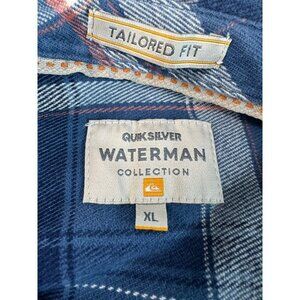 TAILORED FIT
QUIKSILVER
WATERMAN
COLLECTION
XL